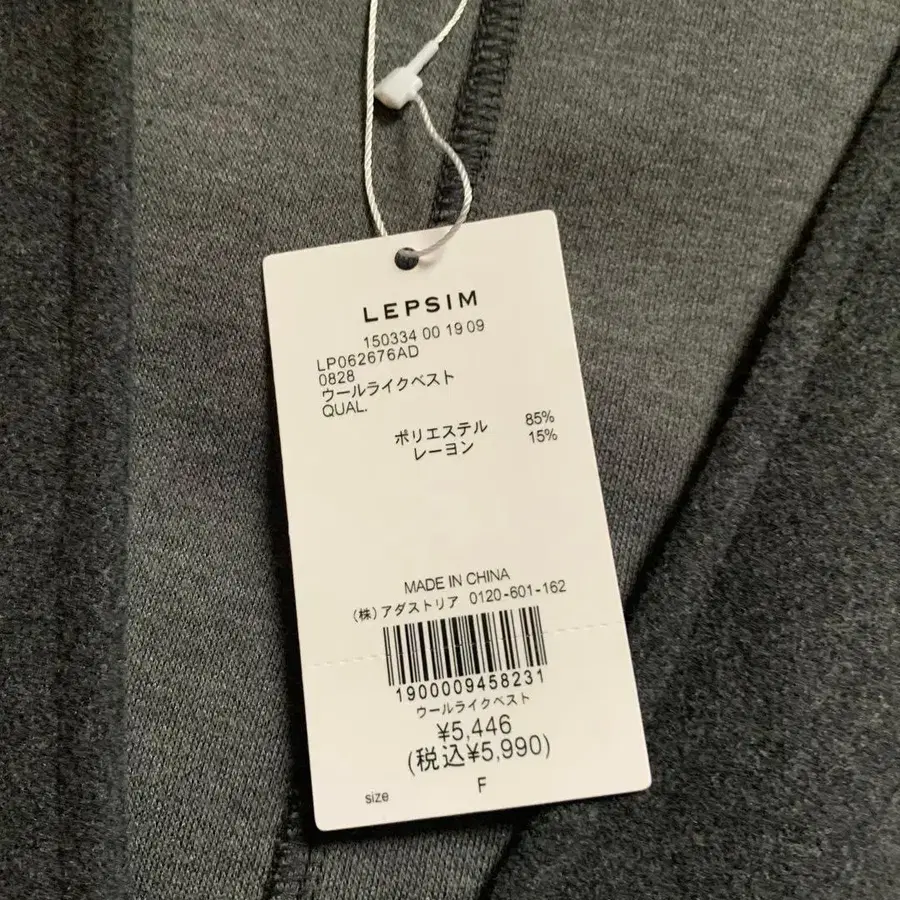 LEPSIM
150334 00 19 09
LP062676AD
0828
ウールライクベスト
QUAL.
ポリエステル 85%
レーヨン 15%
MADE IN CHINA
(株)アダストリア 0120-601-162
1900009458231
ウールライクベスト
¥5,446
(税込¥5,990)
size F